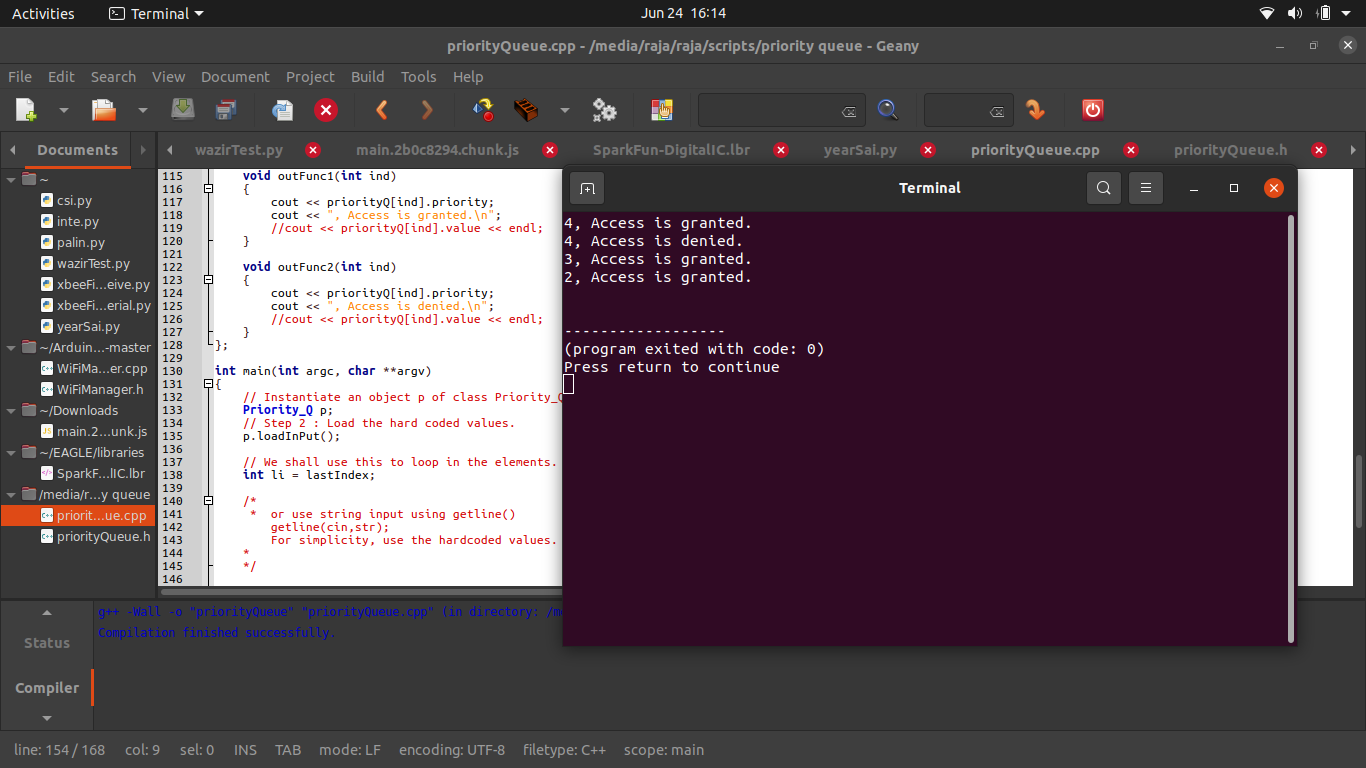 Activities
Terminal
Jun 24 16:14
priorityQueue.cpp - /media/raja/raja/scripts/priority queue - Geany
File Edit Search View Document Project Build Tools Help
Documents
wazirTest.py
main.2b0c8294.chunk.js
SparkFun-DigitalIC.lbr
yearSai.py
priorityQueue.cpp
priorityQueue.h
~
csi.py
inte.py
palin.py
wazirTest.py
xbeeFi...eive.py
xbeeFi...erial.py
yearSai.py
~/Arduin...-master
WiFiMa...er.cpp
WiFiManager.h
~/Downloads
main.2...unk.js
~/EAGLE/libraries
SparkF...lIC.lbr
/media/r...y queue
priorit...ue.cpp
priorityQueue.h
115 void outFunc1(int ind)
116 {
117 cout << priorityQ[ind].priority;
118 cout << ", Access is granted.\n";
119 //cout << priorityQ[ind].value << endl;
120 }
121
122 void outFunc2(int ind)
123 {
124 cout << priorityQ[ind].priority;
125 cout << ", Access is denied.\n";
126 //cout << priorityQ[ind].value << endl;
127 }
128 };
129
130 int main(int argc, char **argv)
131 {
132 // Instantiate an object p of class Priority_Q
133 Priority_Q p;
134 // Step 2 : Load the hard coded values.
135 p.loadInPut();
136
137 // We shall use this to loop in the elements.
138 int li = lastIndex;
139
140 /*
141 * or use string input using getline()
142 getline(cin,str);
143 For simplicity, use the hardcoded values.
144 *
145 */
146
Terminal
4, Access is granted.
4, Access is denied.
3, Access is granted.
2, Access is granted.
------------------
(program exited with code: 0)
Press return to continue
Status
Compiler
g++ -Wall -o "priorityQueue" "priorityQueue.cpp" (in directory: /m
Compilation finished successfully.
line: 154 / 168 col: 9 sel: 0 INS TAB mode: LF encoding: UTF-8 filetype: C++ scope: main